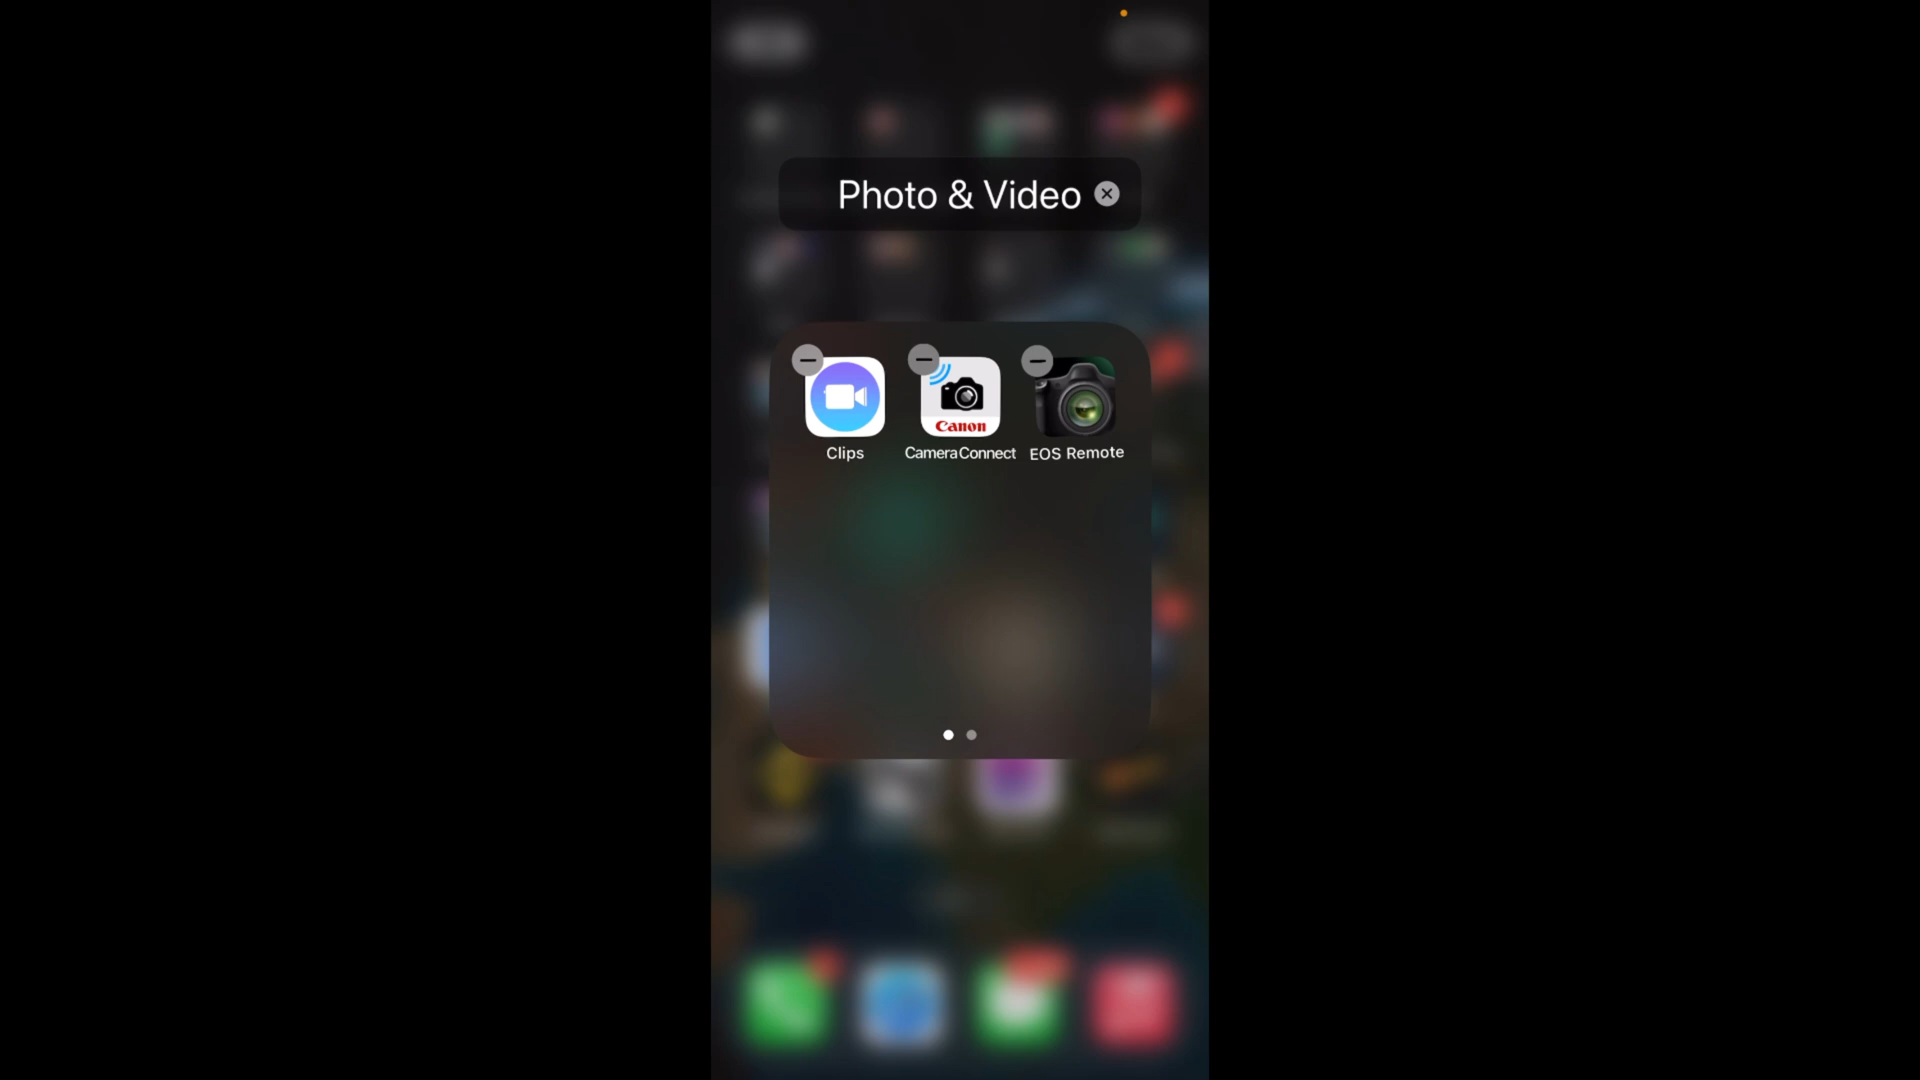 Photo & Video
Canon
Clips
CameraConnect
EOS Remote